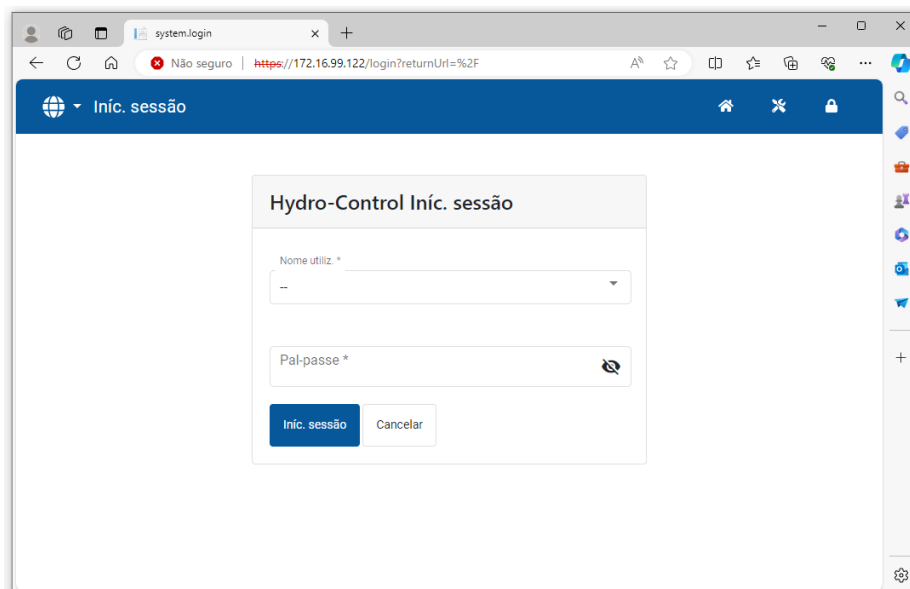 system.login
Não seguro
https://172.16.99.122/login?returnUrl=%2F
Iníc. sessão
Hydro-Control Iníc. sessão
Nome utiliz. *
--
Pal-passe *
Iníc. sessão
Cancelar